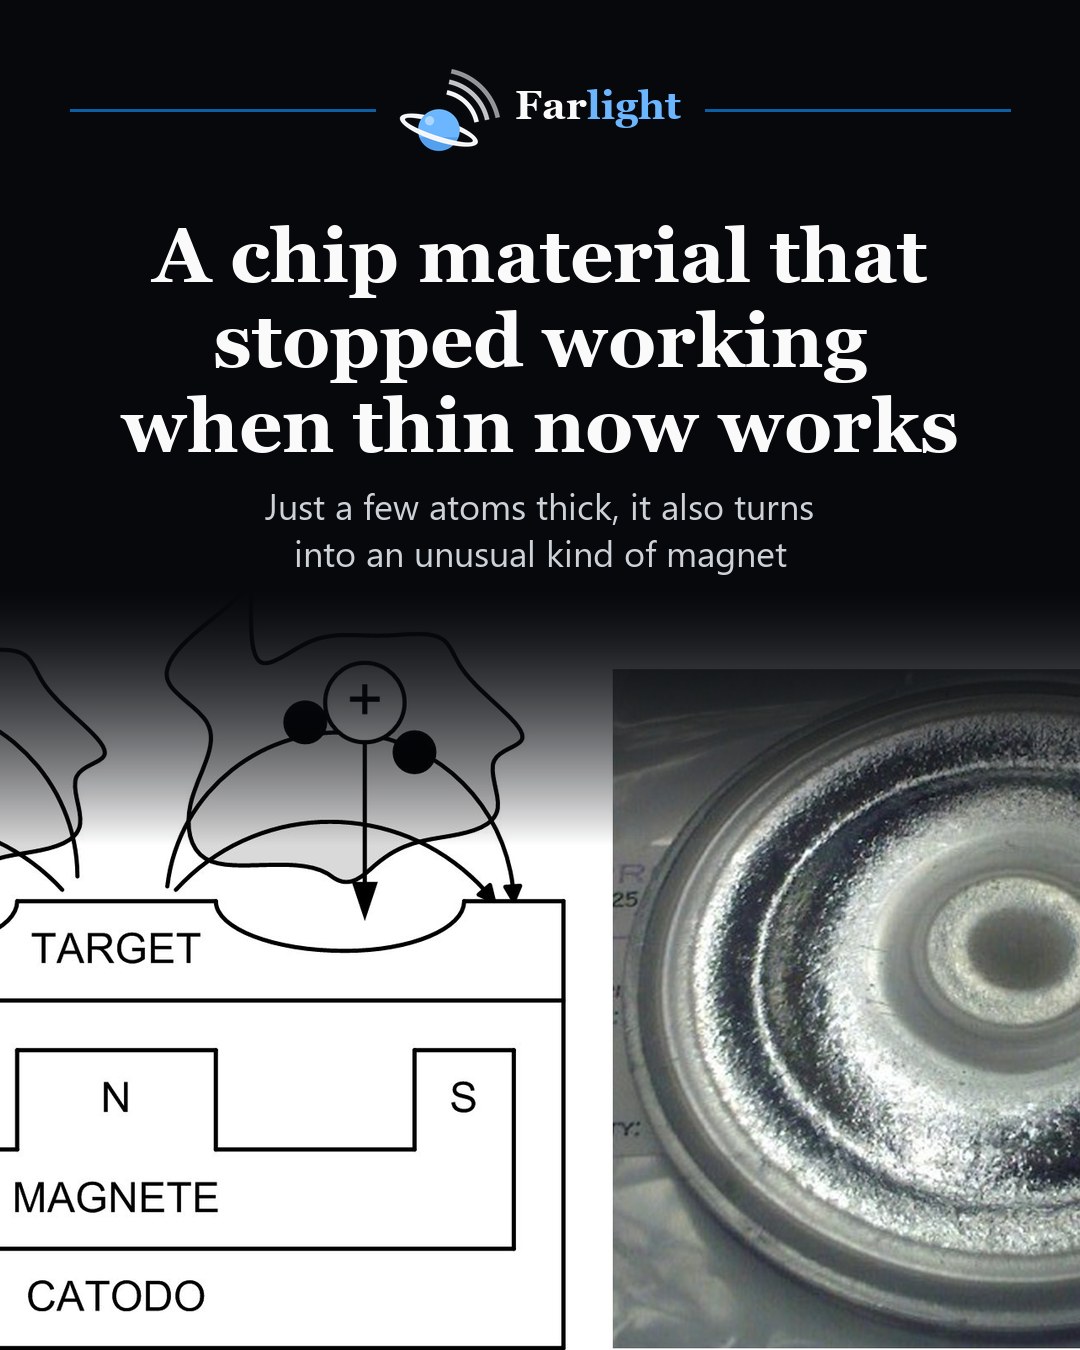 Farlight
A chip material that
stopped working
when thin now works
Just a few atoms thick, it also turns
into an unusual kind of magnet
+
R
25
TARGET
N
S
Y:
MAGNETE
CATODO